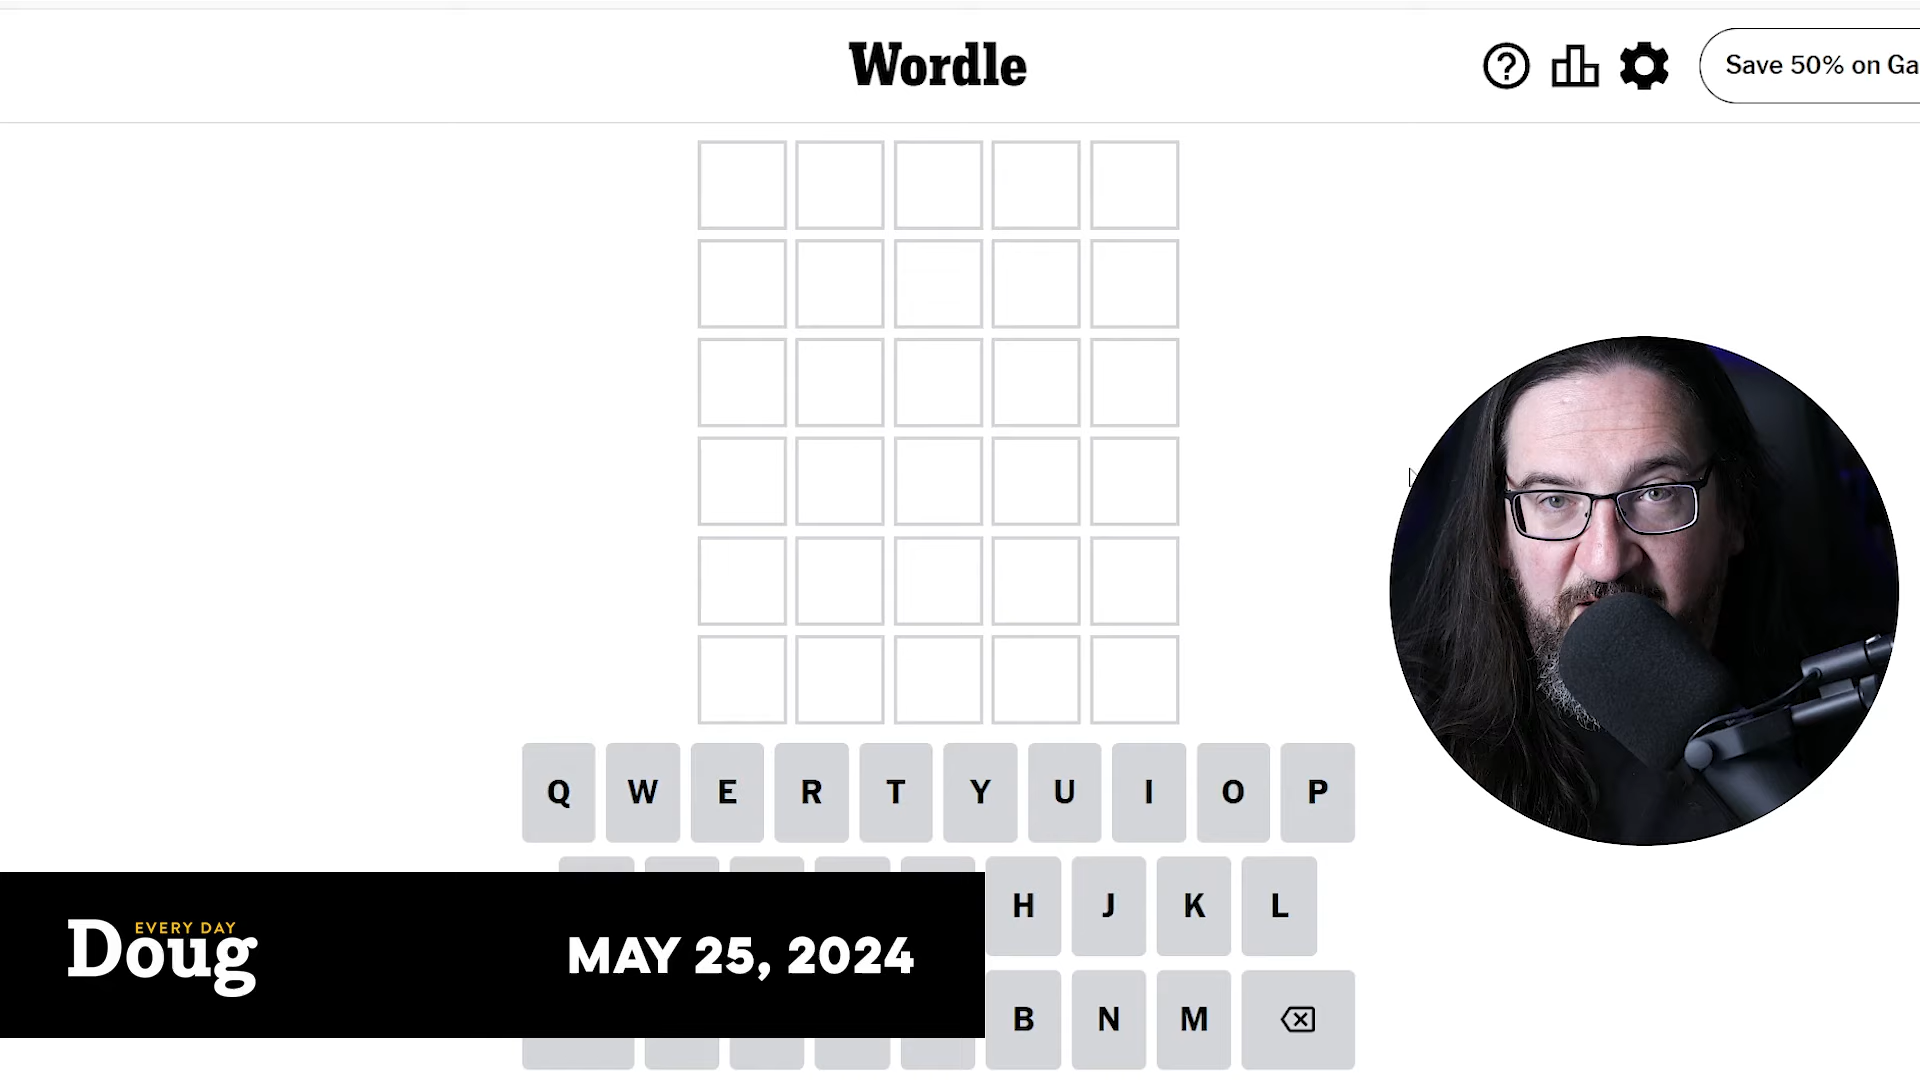 Wordle
Save 50% on Ga
Q W E R T Y U I O P
H J K L
B N M
EVERY DAY
Doug
MAY 25, 2024